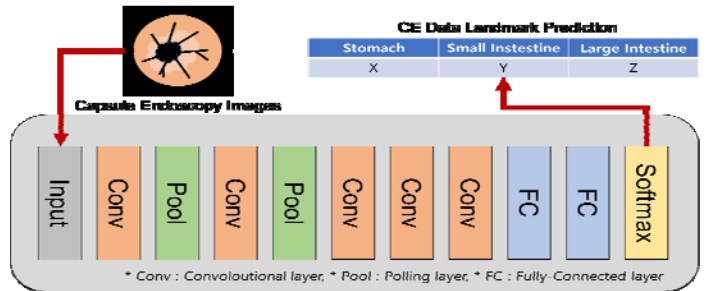 CE Data Landmark Prediction
Stomach Small Instestine Large Intestine
X Y Z
Capsule Endoscopy Images
Input Conv Pool Conv Pool Conv Conv Conv FC FC Softmax
* Conv : Convoloutional layer, * Pool : Polling layer, * FC : Fully-Connected layer